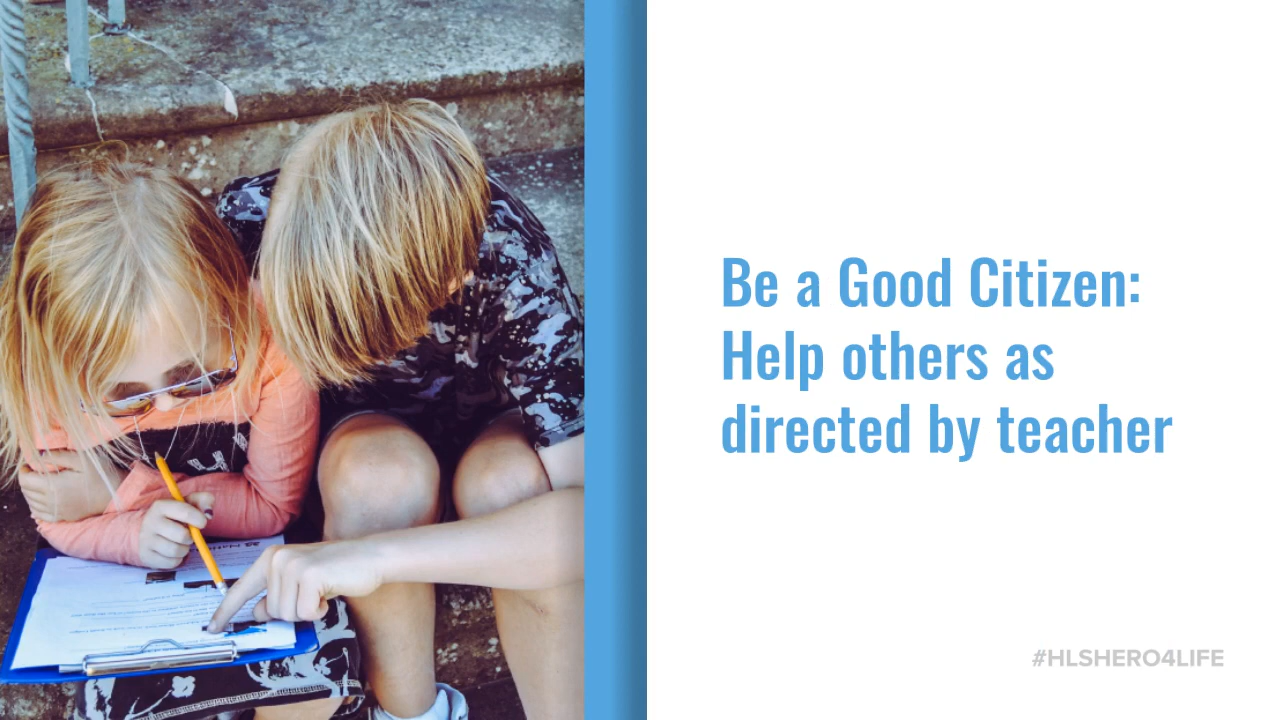 Be a Good Citizen:
Help others as
directed by teacher
#HLSHERO4LIFE